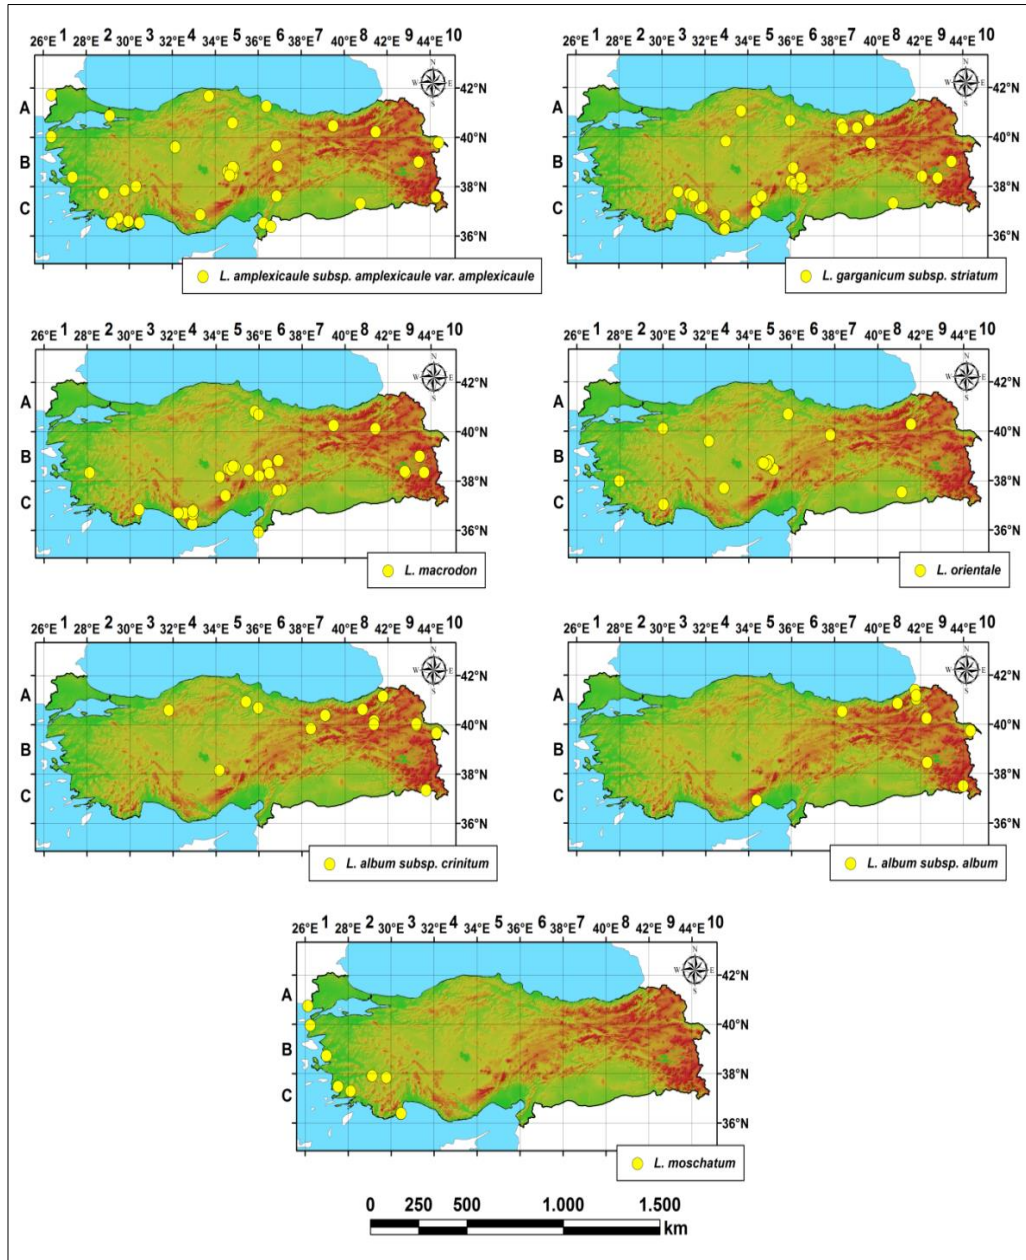 1 2 3 4 5 6 7 8 9 10
26°E 28°E 30°E 32°E 34°E 36°E 38°E 40°E 42°E 44°E
N
W E
S
42°N
A
40°N
B
38°N
C
36°N
L. amplexicaule subsp. amplexicaule var. amplexicaule
1 2 3 4 5 6 7 8 9 10
26°E 28°E 30°E 32°E 34°E 36°E 38°E 40°E 42°E 44°E
N
W E
S
42°N
A
40°N
B
38°N
C
36°N
L. garganicum subsp. striatum
1 2 3 4 5 6 7 8 9 10
26°E 28°E 30°E 32°E 34°E 36°E 38°E 40°E 42°E 44°E
N
W E
S
42°N
A
40°N
B
38°N
C
36°N
L. macrodon
1 2 3 4 5 6 7 8 9 10
26°E 28°E 30°E 32°E 34°E 36°E 38°E 40°E 42°E 44°E
N
W E
S
42°N
A
40°N
B
38°N
C
36°N
L. orientale
1 2 3 4 5 6 7 8 9 10
26°E 28°E 30°E 32°E 34°E 36°E 38°E 40°E 42°E 44°E
N
W E
S
42°N
A
40°N
B
38°N
C
36°N
L. album subsp. crinitum
1 2 3 4 5 6 7 8 9 10
26°E 28°E 30°E 32°E 34°E 36°E 38°E 40°E 42°E 44°E
N
W E
S
42°N
A
40°N
B
38°N
C
36°N
L. album subsp. album
1 2 3 4 5 6 7 8 9 10
26°E 28°E 30°E 32°E 34°E 36°E 38°E 40°E 42°E 44°E
N
W E
S
42°N
A
40°N
B
38°N
C
36°N
L. moschatum
0 250 500 1.000 1.500
km